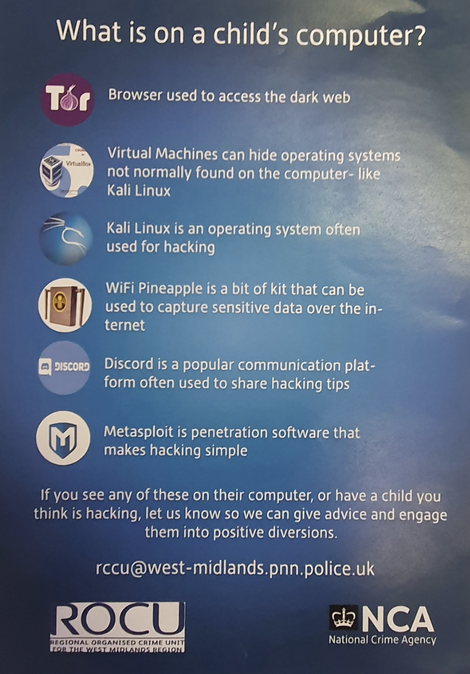 What is on a child's computer?
Tor
Browser used to access the dark web
VirtualBox
Virtual Machines can hide operating systems
not normally found on the computer- like
Kali Linux
Kali Linux is an operating system often
used for hacking
WiFi Pineapple is a bit of kit that can be
used to capture sensitive data over the in-
ternet
DISCORD
Discord is a popular communication plat-
form often used to share hacking tips
M
Metasploit is penetration software that
makes hacking simple
If you see any of these on their computer, or have a child you
think is hacking, let us know so we can give advice and engage
them into positive diversions.
rccu@west-midlands.pnn.police.uk
ROCU
REGIONAL ORGANISED CRIME UNIT
FOR THE WEST MIDLANDS REGION
NCA
National Crime Agency